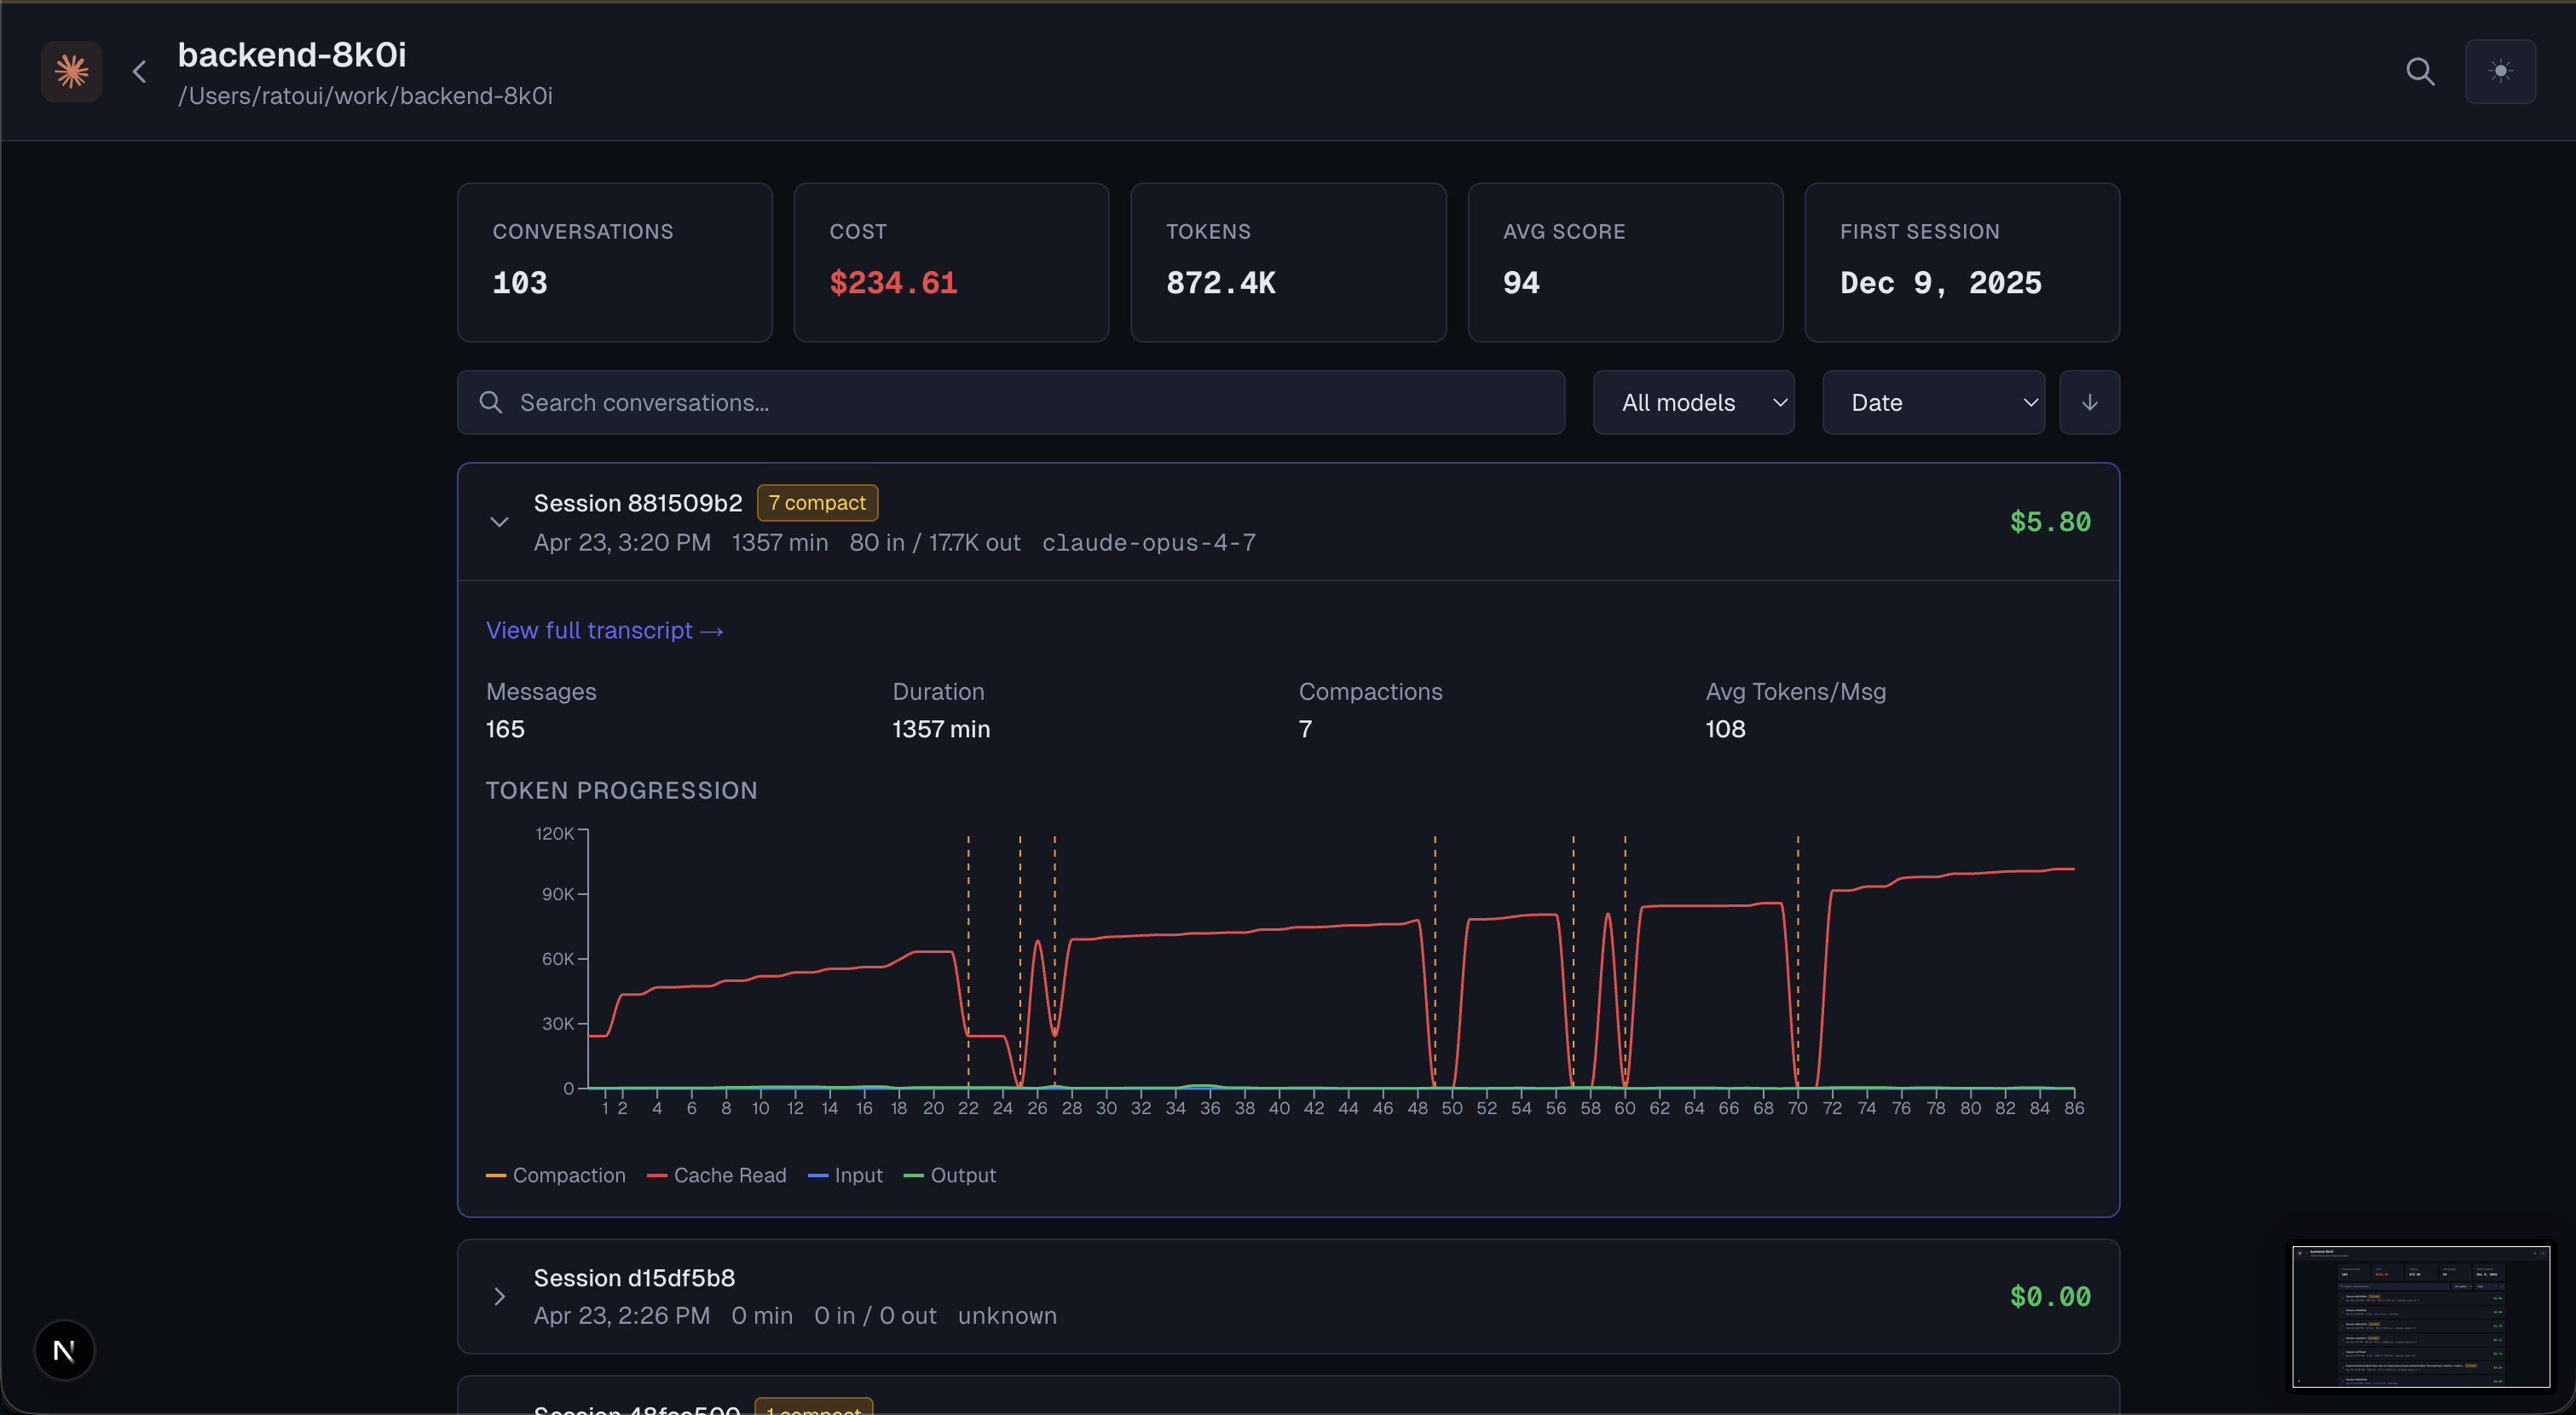 backend-8k0i
/Users/ratoui/work/backend-8k0i
CONVERSATIONS
103
COST
$234.61
TOKENS
872.4K
AVG SCORE
94
FIRST SESSION
Dec 9, 2025
Search conversations...
All models
Date
Session 881509b2 7 compact
Apr 23, 3:20 PM 1357 min 80 in / 17.7K out claude-opus-4-7
$5.80
View full transcript →
Messages
165
Duration
1357 min
Compactions
7
Avg Tokens/Msg
108
TOKEN PROGRESSION
120K
90K
60K
30K
0
1 2 4 6 8 10 12 14 16 18 20 22 24 26 28 30 32 34 36 38 40 42 44 46 48 50 52 54 56 58 60 62 64 66 68 70 72 74 76 78 80 82 84 86
Compaction Cache Read Input Output
Session d15df5b8
Apr 23, 2:26 PM 0 min 0 in / 0 out unknown
$0.00
N
Session 1 compact